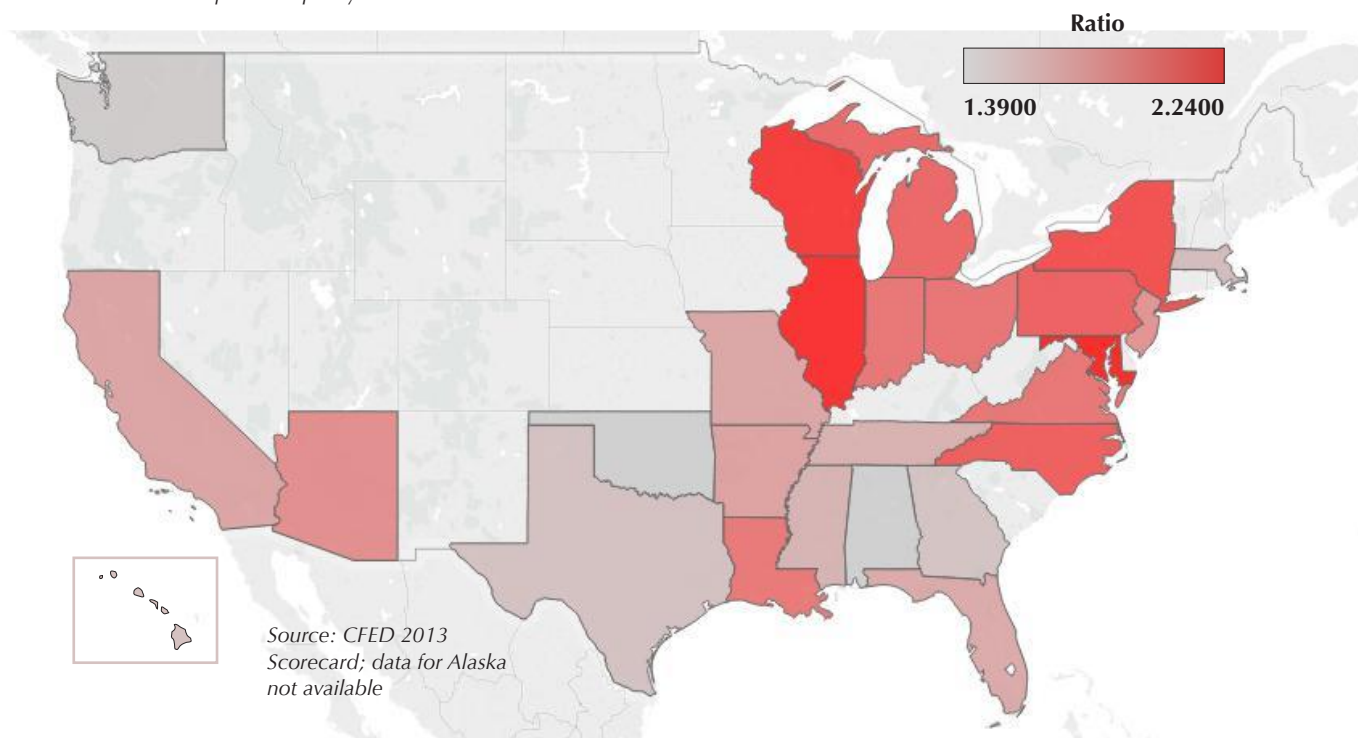 Ratio
1.3900 2.2400
Source: CFED 2013
Scorecard; data for Alaska
not available